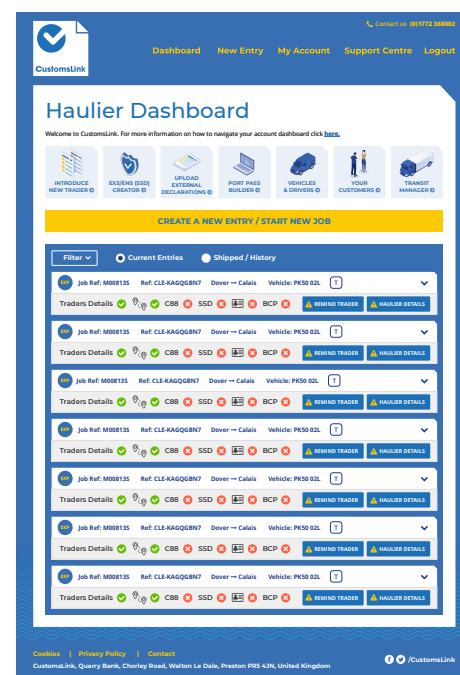 Contact us (0)1772 368902
CustomsLink
Dashboard New Entry My Account Support Centre Logout
Haulier Dashboard
Welcome to CustomsLink. For more information on how to navigate your account dashboard click here.
INTRODUCE NEW TRADER
EXS/ENS (SSD) CREATOR
UPLOAD EXTERNAL DECLARATIONS
PORT PASS BUILDER
VEHICLES & DRIVERS
YOUR CUSTOMERS
TRANSIT MANAGER
CREATE A NEW ENTRY / START NEW JOB
Filter Current Entries Shipped / History
EXP Job Ref: M00813S Ref: CLE-KAGQGBN7 Dover → Calais Vehicle: PK50 02L T
Traders Details C88 SSD BCP REMIND TRADER HAULIER DETAILS
EXP Job Ref: M00813S Ref: CLE-KAGQGBN7 Dover → Calais Vehicle: PK50 02L T
Traders Details C88 SSD BCP REMIND TRADER HAULIER DETAILS
EXP Job Ref: M00813S Ref: CLE-KAGQGBN7 Dover → Calais Vehicle: PK50 02L T
Traders Details C88 SSD BCP REMIND TRADER HAULIER DETAILS
EXP Job Ref: M00813S Ref: CLE-KAGQGBN7 Dover → Calais Vehicle: PK50 02L T
Traders Details C88 SSD BCP REMIND TRADER HAULIER DETAILS
EXP Job Ref: M00813S Ref: CLE-KAGQGBN7 Dover → Calais Vehicle: PK50 02L T
Traders Details C88 SSD BCP REMIND TRADER HAULIER DETAILS
EXP Job Ref: M00813S Ref: CLE-KAGQGBN7 Dover → Calais Vehicle: PK50 02L T
Traders Details C88 SSD BCP REMIND TRADER HAULIER DETAILS
EXP Job Ref: M00813S Ref: CLE-KAGQGBN7 Dover → Calais Vehicle: PK50 02L T
Traders Details C88 SSD BCP REMIND TRADER HAULIER DETAILS
Cookies | Privacy Policy | Contact
CustomsLink, Quarry Bank, Chorley Road, Walton Le Dale, Preston PR5 4JN, United Kingdom
/CustomsLink